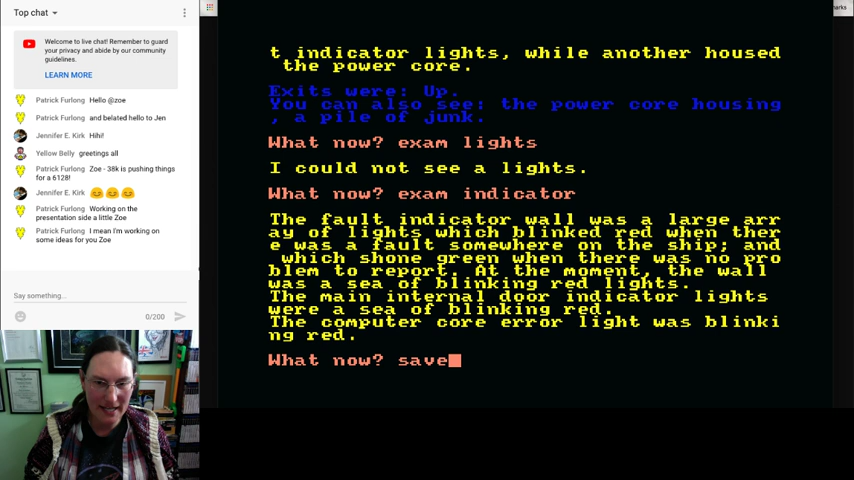 Top chat
Welcome to live chat! Remember to guard
your privacy and abide by our community
guidelines.
LEARN MORE
Patrick Furlong Hello @zoe
Patrick Furlong and belated hello to Jen
Jennifer E. Kirk Hihi!
Yellow Belly greetings all
Patrick Furlong Zoe - 38k is pushing things
for a 6128!
Jennifer E. Kirk 😊😊😊
Patrick Furlong Working on the
presentation side a little Zoe
Patrick Furlong I mean I'm working on
some ideas for you Zoe
Say something...
0/200
t indicator lights, while another housed
the power core.
Exits were: Up.
You can also see: the power core housing
, a pile of junk.
What now? exam lights
I could not see a lights.
What now? exam indicator
The fault indicator wall was a large arr
ay of lights which blinked red when ther
e was a fault somewhere on the ship; and
which shone green when there was no pro
blem to report. At the moment, the wall
was a sea of blinking red lights.
The main internal door indicator lights
were a sea of blinking red.
The computer core error light was blinki
ng red.
What now? save